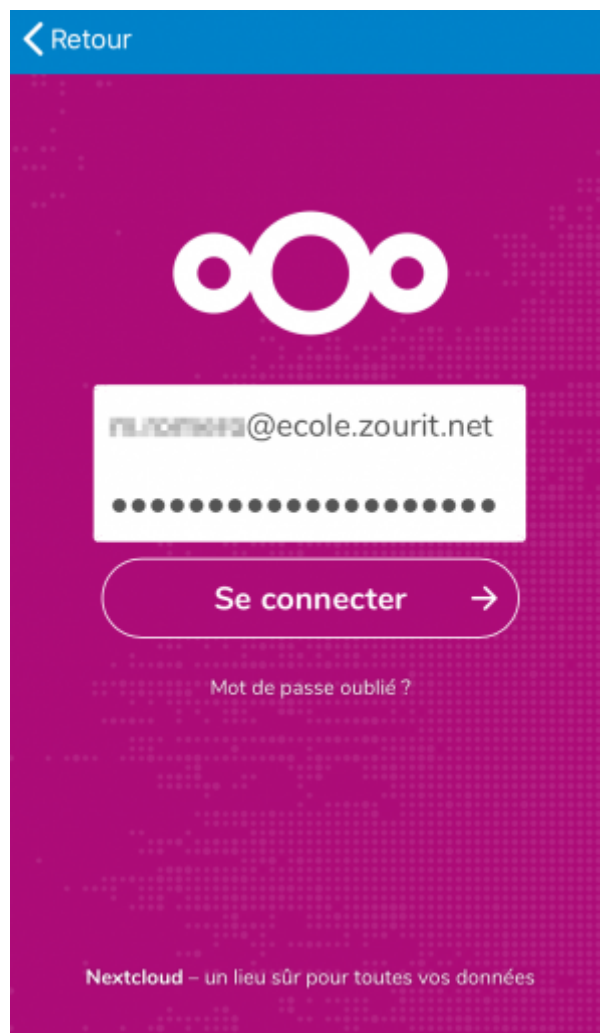 Retour
@ecole.zourit.net
Se connecter
Mot de passe oublié ?
Nextcloud – un lieu sûr pour toutes vos données